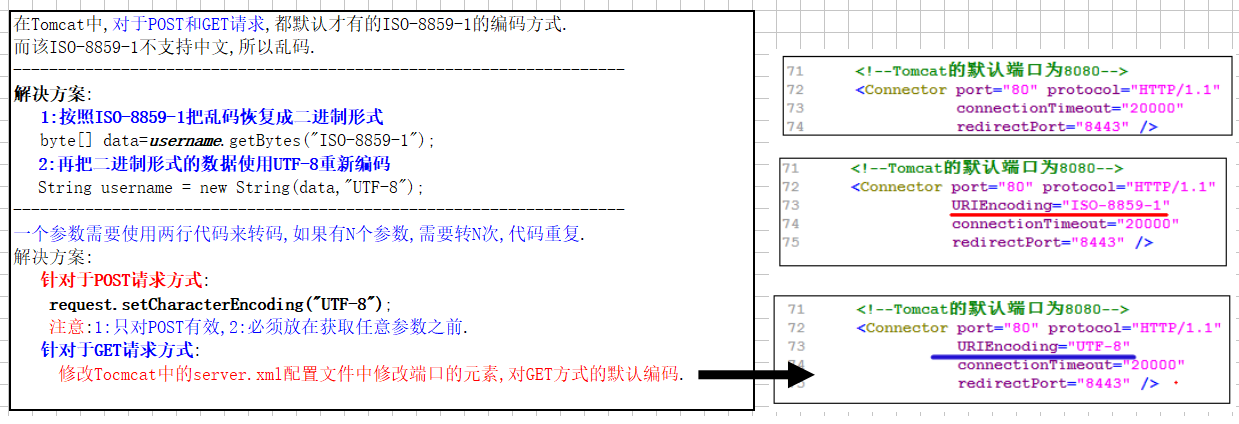 在Tomcat中,对于POST和GET请求,都默认才有的ISO-8859-1的编码方式.
而该ISO-8859-1不支持中文,所以乱码.
------------------------------------------------------------------
解决方案:
1:按照ISO-8859-1把乱码恢复成二进制形式
byte[] data=username.getBytes("ISO-8859-1");
2:再把二进制形式的数据使用UTF-8重新编码
String username = new String(data,"UTF-8");
------------------------------------------------------------------
一个参数需要使用两行代码来转码,如果有N个参数,需要转N次,代码重复.
解决方案:
针对于POST请求方式:
request.setCharacterEncoding("UTF-8");
注意:1:只对POST有效,2:必须放在获取任意参数之前.
针对于GET请求方式:
修改Tocmcat中的server.xml配置文件中修改端口的元素,对GET方式的默认编码.
71 <!--Tomcat的默认端口为8080-->
72 <Connector port="80" protocol="HTTP/1.1"
73 connectionTimeout="20000"
74 redirectPort="8443" />
71 <!--Tomcat的默认端口为8080-->
72 <Connector port="80" protocol="HTTP/1.1"
73 URIEncoding="ISO-8859-1"
74 connectionTimeout="20000"
75 redirectPort="8443" />
71 <!--Tomcat的默认端口为8080-->
72 <Connector port="80" protocol="HTTP/1.1"
73 URIEncoding="UTF-8"
74 connectionTimeout="20000"
redirectPort="8443" />